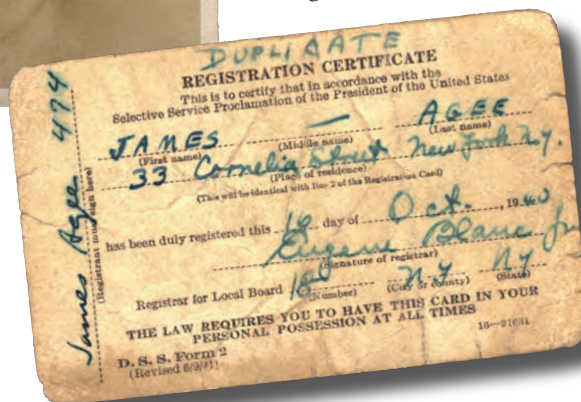 DUPLICATE
REGISTRATION CERTIFICATE
This is to certify that in accordance with the
Selective Service Proclamation of the President of the United States
JAMES — AGEE
(First name) (Middle name) (Last name)
33 Cornelia Street New York N.Y.
(Place of residence)
(This will be identical with line 2 of the Registration Card)
has been duly registered this 16 day of Oct., 1940
Eugene Blanc Jr
(Signature of registrar)
Registrar for Local Board 18 N.Y N.Y
(Number) (City or county) (State)
THE LAW REQUIRES YOU TO HAVE THIS CARD IN YOUR
PERSONAL POSSESSION AT ALL TIMES
D. S. S. Form 2
(Revised 6/9/41) 16—21631
James Agee 474
(Registrant must sign here)